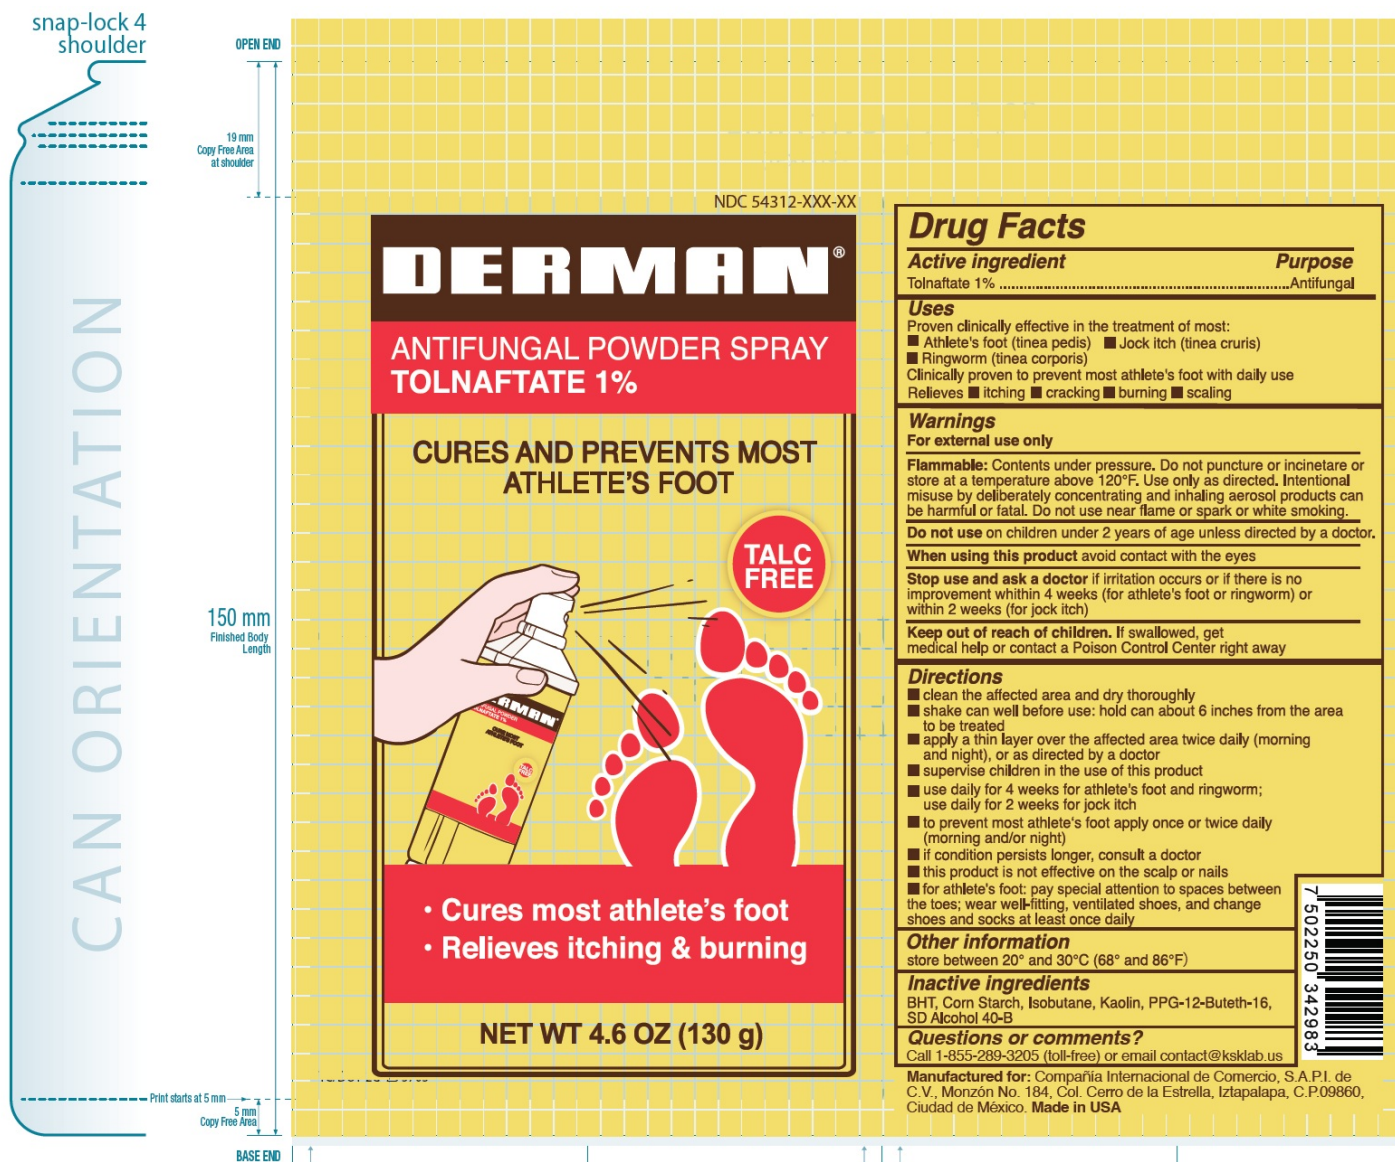 snap-lock 4
shoulder
OPEN END
19 mm
Copy Free Area
at shoulder
CAN ORIENTATION
150 mm
Finished Body
Length
Print starts at 5 mm
5 mm
Copy Free Area
BASE END
NDC 54312-XXX-XX
DERMAN®
ANTIFUNGAL POWDER SPRAY
TOLNAFTATE 1%
CURES AND PREVENTS MOST
ATHLETE'S FOOT
TALC
FREE
TALC
FREE
• Cures most athlete's foot
• Relieves itching & burning
NET WT 4.6 OZ (130 g)
Drug Facts
Active ingredient Purpose
Tolnaftate 1% ........................................................................Antifungal
Uses
Proven clinically effective in the treatment of most:
■ Athlete's foot (tinea pedis) ■ Jock itch (tinea cruris)
■ Ringworm (tinea corporis)
Clinically proven to prevent most athlete's foot with daily use
Relieves ■ itching ■ cracking ■ burning ■ scaling
Warnings
For external use only
Flammable: Contents under pressure. Do not puncture or incinetare or
store at a temperature above 120°F. Use only as directed. Intentional
misuse by deliberately concentrating and inhaling aerosol products can
be harmful or fatal. Do not use near flame or spark or white smoking.
Do not use on children under 2 years of age unless directed by a doctor.
When using this product avoid contact with the eyes
Stop use and ask a doctor if irritation occurs or if there is no
improvement whithin 4 weeks (for athlete's foot or ringworm) or
within 2 weeks (for jock itch)
Keep out of reach of children. If swallowed, get
medical help or contact a Poison Control Center right away
Directions
■ clean the affected area and dry thoroughly
■ shake can well before use: hold can about 6 inches from the area
to be treated
■ apply a thin layer over the affected area twice daily (morning
and night), or as directed by a doctor
■ supervise children in the use of this product
■ use daily for 4 weeks for athlete's foot and ringworm;
use daily for 2 weeks for jock itch
■ to prevent most athlete's foot apply once or twice daily
(morning and/or night)
■ if condition persists longer, consult a doctor
■ this product is not effective on the scalp or nails
■ for athlete's foot: pay special attention to spaces between
the toes; wear well-fitting, ventilated shoes, and change
shoes and socks at least once daily
Other information
store between 20° and 30°C (68° and 86°F)
Inactive ingredients
BHT, Corn Starch, Isobutane, Kaolin, PPG-12-Buteth-16,
SD Alcohol 40-B
Questions or comments?
Call 1-855-289-3205 (toll-free) or email contact@ksklab.us
7 502250 342983
Manufactured for: Compañía Internacional de Comercio, S.A.P.I. de
C.V., Monzón No. 184, Col. Cerro de la Estrella, Iztapalapa, C.P.09860,
Ciudad de México. Made in USA